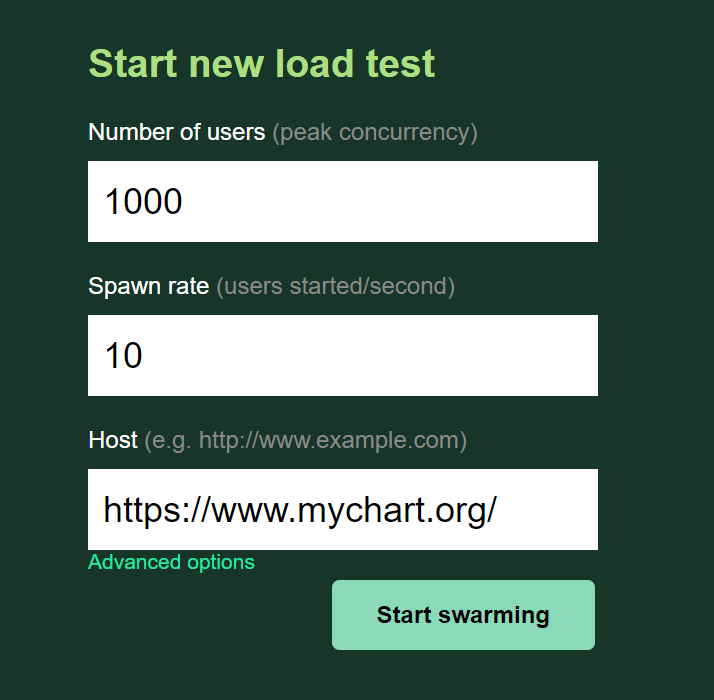 Start new load test
Number of users (peak concurrency)
1000
Spawn rate (users started/second)
10
Host (e.g. http://www.example.com)
https://www.mychart.org/
Advanced options
Start swarming